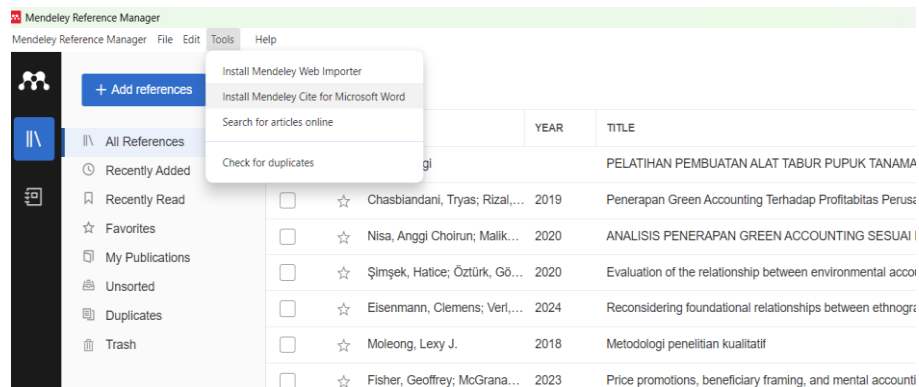 Mendeley Reference Manager
Mendeley Reference Manager File Edit Tools Help
Install Mendeley Web Importer
Install Mendeley Cite for Microsoft Word
Search for articles online
Check for duplicates
+ Add references
All References
Recently Added
Recently Read
Favorites
My Publications
Unsorted
Duplicates
Trash
YEAR TITLE
gi PELATIHAN PEMBUATAN ALAT TABUR PUPUK TANAMA
Chasbiandani, Tryas; Rizal,... 2019 Penerapan Green Accounting Terhadap Profitabitas Perusa
Nisa, Anggi Choirun; Malik... 2020 ANALISIS PENERAPAN GREEN ACCOUNTING SESUAI
Şimşek, Hatice; Öztürk, Gö... 2020 Evaluation of the relationship between environmental accou
Eisenmann, Clemens; Verl,... 2024 Reconsidering foundational relationships between ethnogra
Moleong, Lexy J. 2018 Metodologi penelitian kualitatif
Fisher, Geoffrey; McGrana... 2023 Price promotions, beneficiary framing, and mental accounti